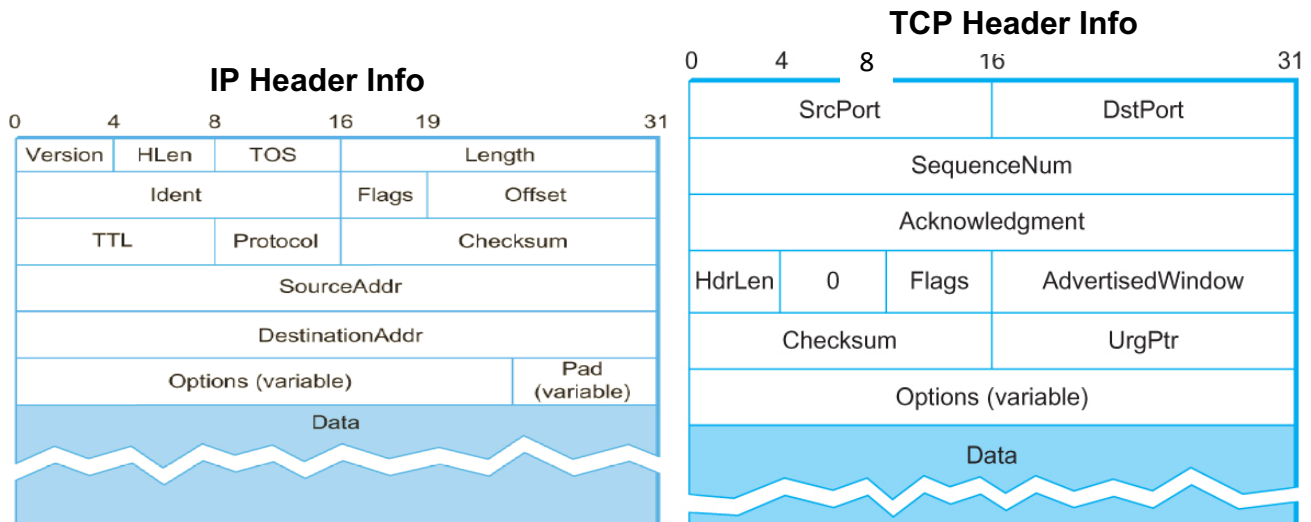 IP Header Info
0 4 8 16 19 31
Version HLen TOS Length
Ident Flags Offset
TTL Protocol Checksum
SourceAddr
DestinationAddr
Options (variable) Pad
(variable)
Data
TCP Header Info
0 4 8 16 31
SrcPort DstPort
SequenceNum
Acknowledgment
HdrLen 0 Flags AdvertisedWindow
Checksum UrgPtr
Options (variable)
Data